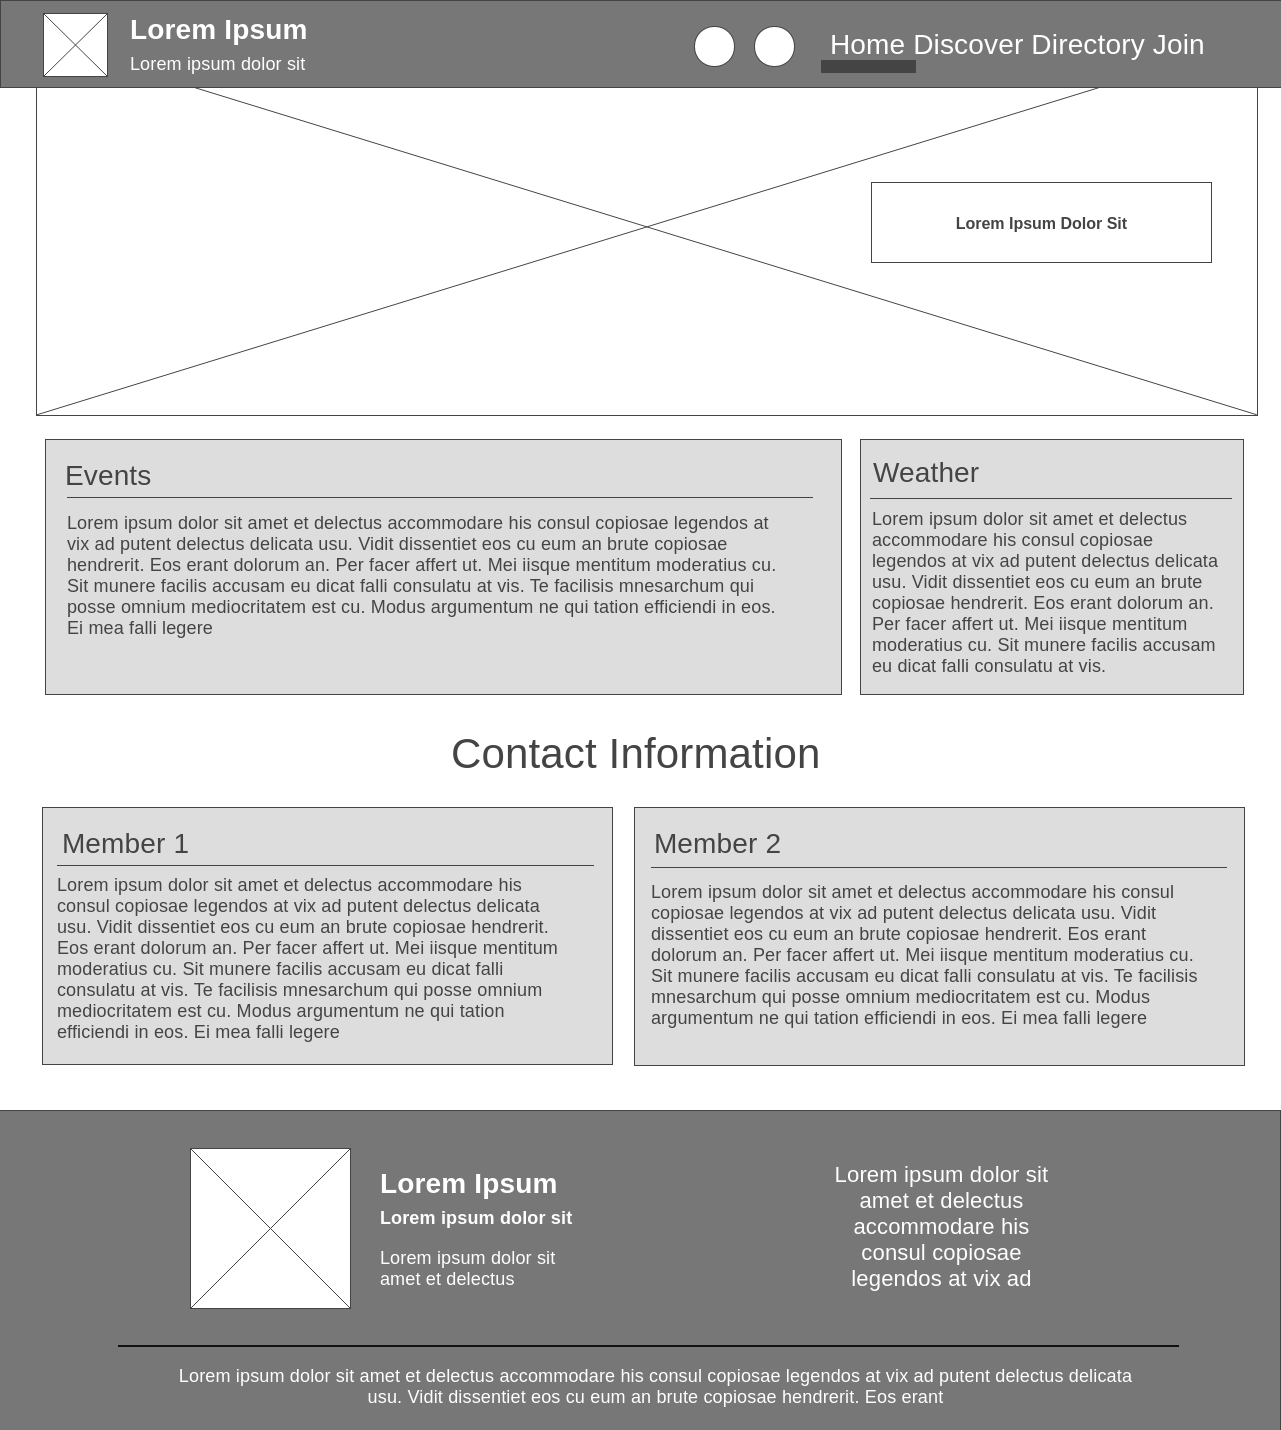 Lorem Ipsum
Lorem ipsum dolor sit
Home Discover Directory Join
Lorem Ipsum Dolor Sit
Events
Lorem ipsum dolor sit amet et delectus accommodare his consul copiosae legendos at
vix ad putent delectus delicata usu. Vidit dissentiet eos cu eum an brute copiosae
hendrerit. Eos erant dolorum an. Per facer affert ut. Mei iisque mentitum moderatius cu.
Sit munere facilis accusam eu dicat falli consulatu at vis. Te facilisis mnesarchum qui
posse omnium mediocritatem est cu. Modus argumentum ne qui tation efficiendi in eos.
Ei mea falli legere
Weather
Lorem ipsum dolor sit amet et delectus
accommodare his consul copiosae
legendos at vix ad putent delectus delicata
usu. Vidit dissentiet eos cu eum an brute
copiosae hendrerit. Eos erant dolorum an.
Per facer affert ut. Mei iisque mentitum
moderatius cu. Sit munere facilis accusam
eu dicat falli consulatu at vis.
Contact Information
Member 1
Lorem ipsum dolor sit amet et delectus accommodare his
consul copiosae legendos at vix ad putent delectus delicata
usu. Vidit dissentiet eos cu eum an brute copiosae hendrerit.
Eos erant dolorum an. Per facer affert ut. Mei iisque mentitum
moderatius cu. Sit munere facilis accusam eu dicat falli
consulatu at vis. Te facilisis mnesarchum qui posse omnium
mediocritatem est cu. Modus argumentum ne qui tation
efficiendi in eos. Ei mea falli legere
Member 2
Lorem ipsum dolor sit amet et delectus accommodare his consul
copiosae legendos at vix ad putent delectus delicata usu. Vidit
dissentiet eos cu eum an brute copiosae hendrerit. Eos erant
dolorum an. Per facer affert ut. Mei iisque mentitum moderatius cu.
Sit munere facilis accusam eu dicat falli consulatu at vis. Te facilisis
mnesarchum qui posse omnium mediocritatem est cu. Modus
argumentum ne qui tation efficiendi in eos. Ei mea falli legere
Lorem Ipsum
Lorem ipsum dolor sit
Lorem ipsum dolor sit
amet et delectus
Lorem ipsum dolor sit
amet et delectus
accommodare his
consul copiosae
legendos at vix ad
Lorem ipsum dolor sit amet et delectus accommodare his consul copiosae legendos at vix ad putent delectus delicata
usu. Vidit dissentiet eos cu eum an brute copiosae hendrerit. Eos erant